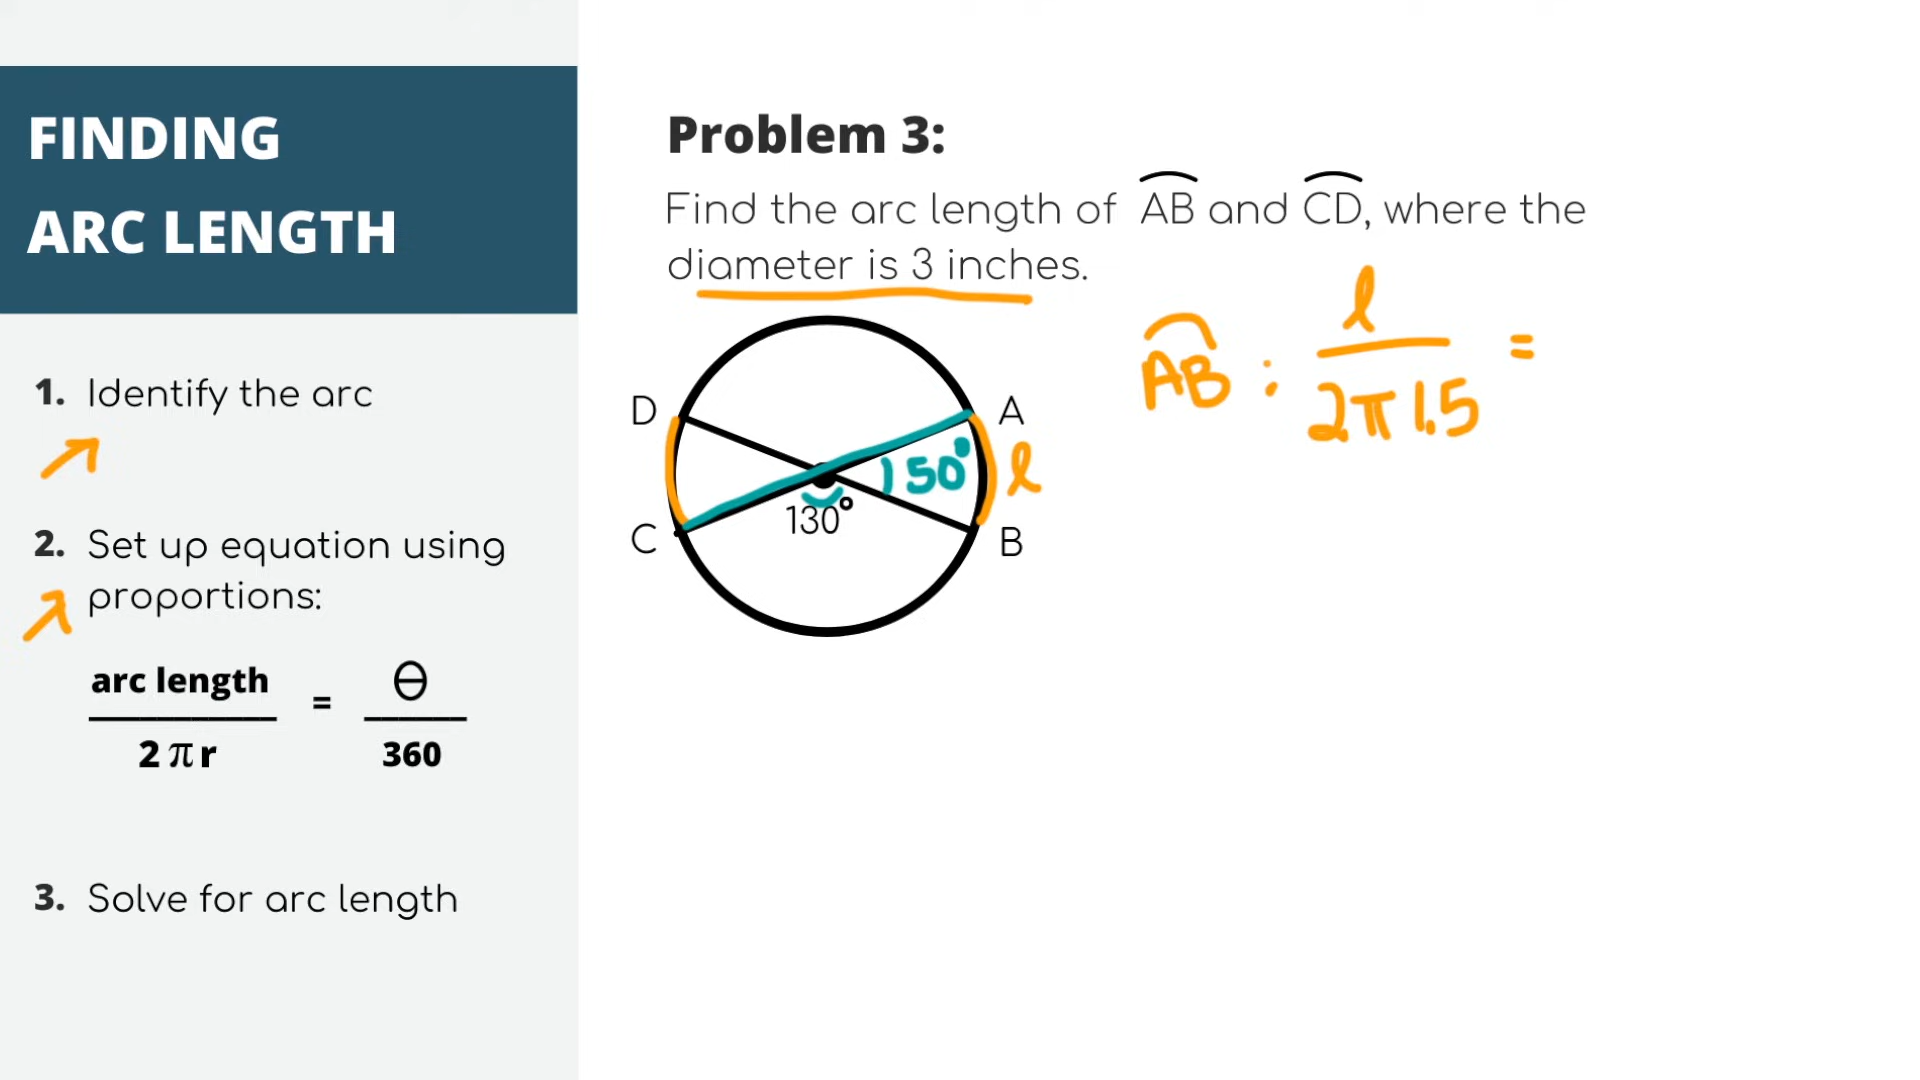 FINDING
ARC LENGTH
1. Identify the arc
2. Set up equation using
proportions:
arc length / 2 π r = θ / 360
3. Solve for arc length
Problem 3:
Find the arc length of AB and CD, where the
diameter is 3 inches.
AB : l / 2π1.5 =
D
A
50°
l
130°
C
B